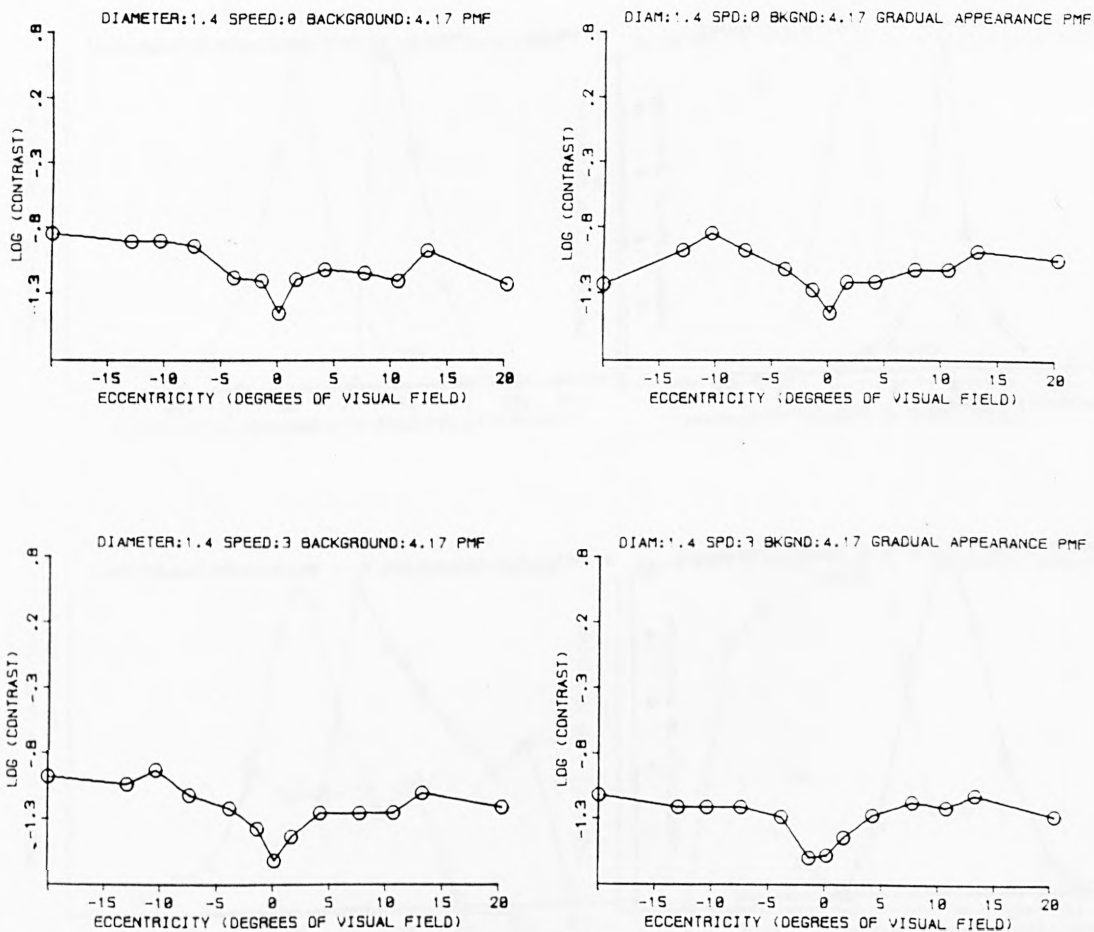 DIAMETER:1.4 SPEED:0 BACKGROUND:4.17 PMF
.8
.2
-.3
-.8
-1.3
LOG (CONTRAST)
-15 -10 -5 0 5 10 15 20
ECCENTRICITY (DEGREES OF VISUAL FIELD)
DIAM:1.4 SPD:0 BKGND:4.17 GRADUAL APPEARANCE PMF
.8
.2
-.3
-.8
-1.3
LOG (CONTRAST)
-15 -10 -5 0 5 10 15 20
ECCENTRICITY (DEGREES OF VISUAL FIELD)
DIAMETER:1.4 SPEED:3 BACKGROUND:4.17 PMF
.8
.2
-.3
-.8
-1.3
LOG (CONTRAST)
-15 -10 -5 0 5 10 15 20
ECCENTRICITY (DEGREES OF VISUAL FIELD)
DIAM:1.4 SPD:3 BKGND:4.17 GRADUAL APPEARANCE PMF
.8
.2
-.3
-.8
-1.3
LOG (CONTRAST)
-15 -10 -5 0 5 10 15 20
ECCENTRICITY (DEGREES OF VISUAL FIELD)